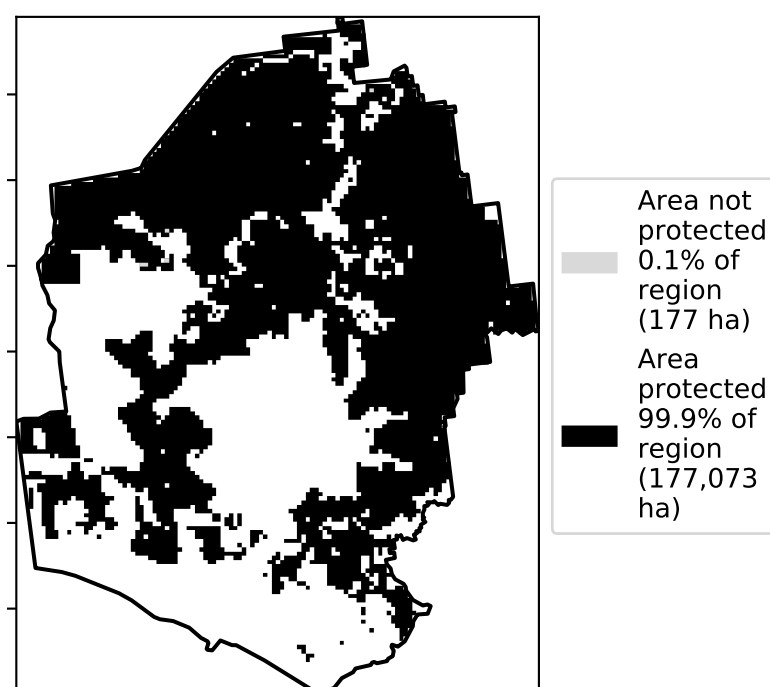 Area not
protected
0.1% of
region
(177 ha)
Area
protected
99.9% of
region
(177,073
ha)